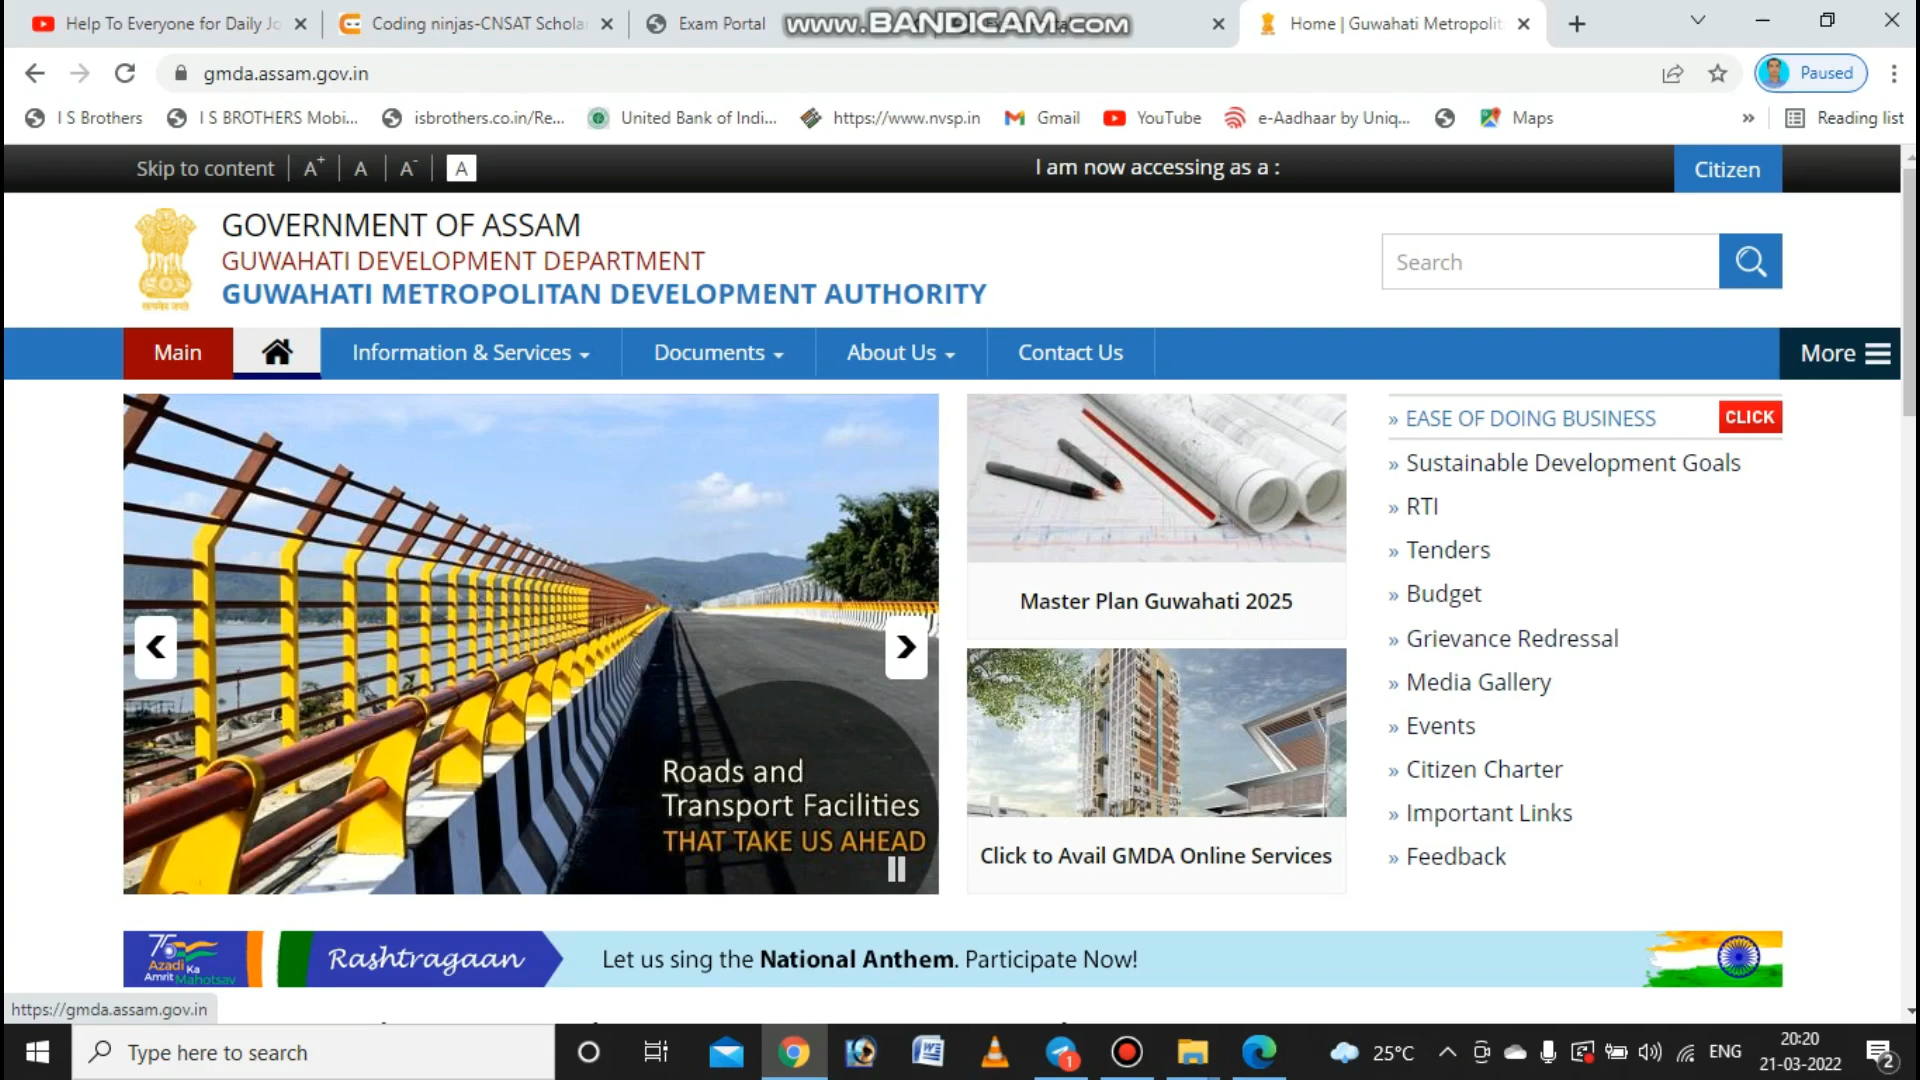 Help To Everyone for Daily Jo
Coding ninjas-CNSAT Schola
Exam Portal
www.BANDICAM.com
Home | Guwahati Metropolit
gmda.assam.gov.in
Paused
I S Brothers
I S BROTHERS Mobi...
isbrothers.co.in/Re...
United Bank of Indi...
https://www.nvsp.in
Gmail
YouTube
e-Aadhaar by Uniq...
Maps
»
Reading list
Skip to content
A+
A
A-
A
I am now accessing as a :
Citizen
GOVERNMENT OF ASSAM
GUWAHATI DEVELOPMENT DEPARTMENT
GUWAHATI METROPOLITAN DEVELOPMENT AUTHORITY
सत्यमेव जयते
Search
Main
Information & Services
Documents
About Us
Contact Us
More
Roads and
Transport Facilities
THAT TAKE US AHEAD
Master Plan Guwahati 2025
Click to Avail GMDA Online Services
» EASE OF DOING BUSINESS
CLICK
» Sustainable Development Goals
» RTI
» Tenders
» Budget
» Grievance Redressal
» Media Gallery
» Events
» Citizen Charter
» Important Links
» Feedback
75
Azadi Ka
Amrit Mahotsav
Rashtragaan
Let us sing the National Anthem. Participate Now!
https://gmda.assam.gov.in
Type here to search
1
25°C
ENG
20:20
21-03-2022
2